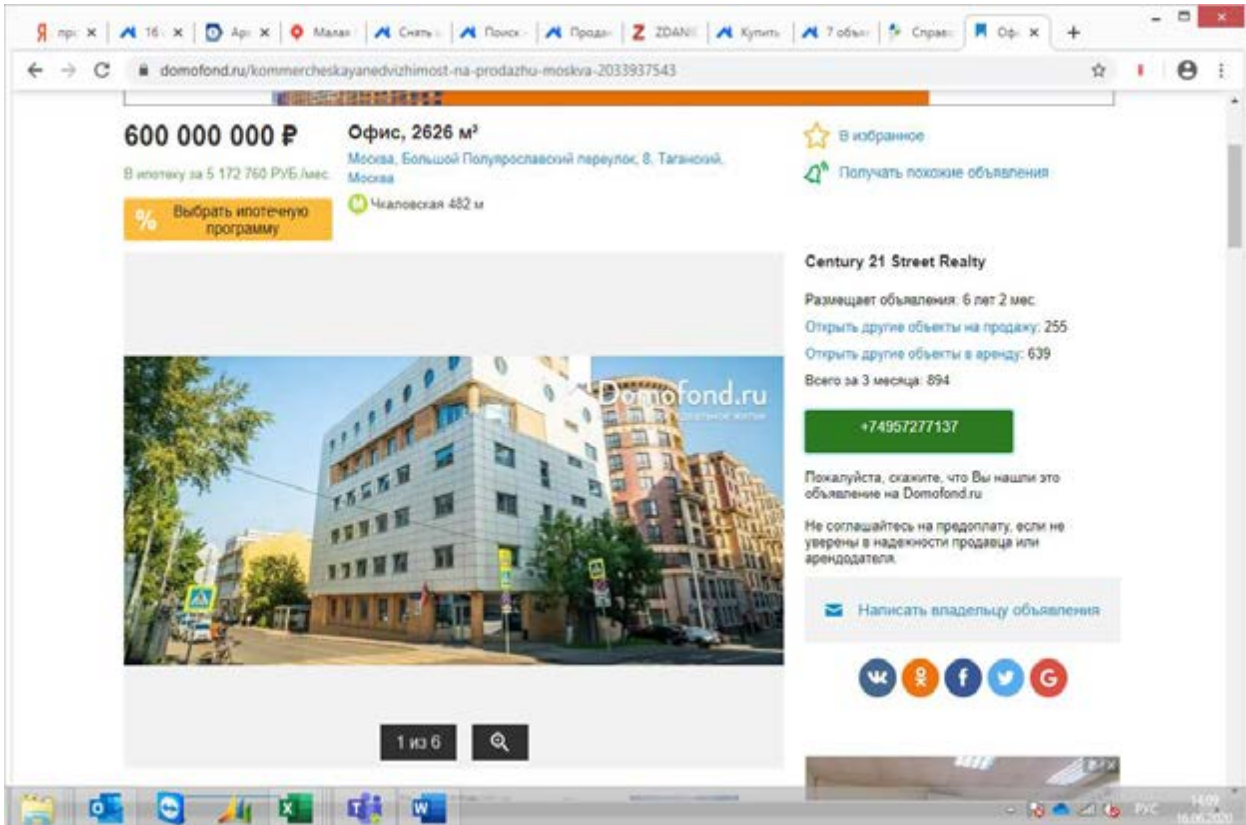 domofond.ru/kommercheskayanedvizhimost-na-prodazhu-moskva-2033937543
600 000 000 ₽
В ипотеку за 5 172 760 РУБ./мес.
% Выбрать ипотечную
программу
Офис, 2626 м²
Москва, Большой Полуярославский переулок, 8. Таганский,
Москва
М Чкаловская 482 м
В избранное
Получать похожие объявления
Domofond.ru
Century 21 Street Realty
Размещает объявления: 6 лет 2 мес.
Открыть другие объекты на продажу: 255
Открыть другие объекты в аренду: 639
Всего за 3 месяца: 894
+74957277137
Пожалуйста, скажите, что Вы нашли это
объявление на Domofond.ru
Не соглашайтесь на предоплату, если не
уверены в надежности продавца или
арендодателя.
Написать владельцу объявления
1 из 6
РУС
14:09
16.06.2020